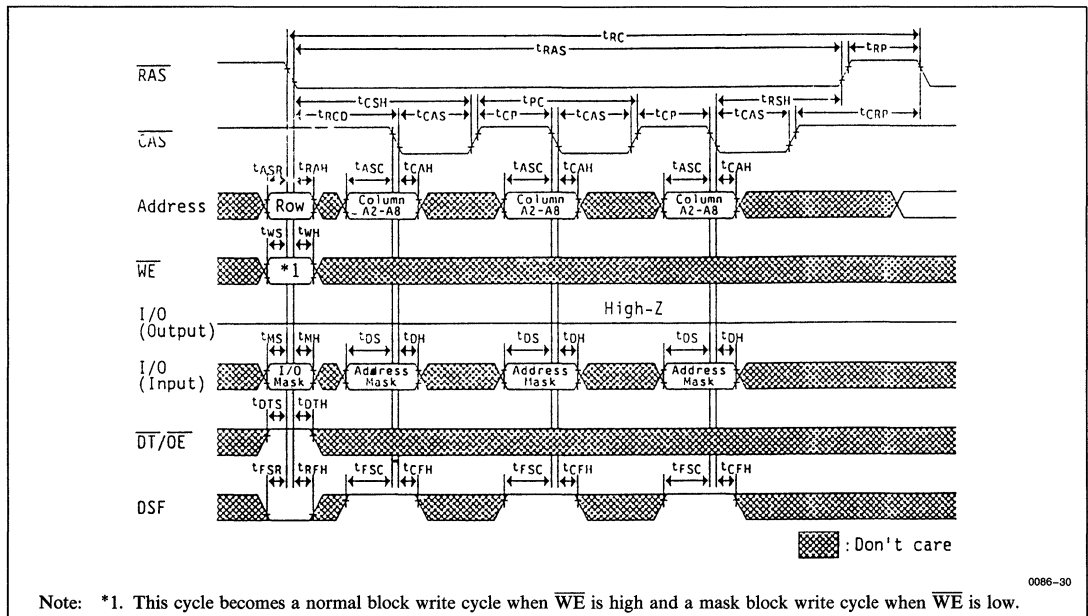 tRC
tRAS
tRP
RAS
tCSH
tPC
tRSH
tRCD
tCAS
tCP
tCAS
tCP
tCAS
tCRP
CAS
tASR
tRAH
tASC
tCAH
tASC
tCAH
tASC
tCAH
Address
Row
Column
A2-A8
Column
A2-A8
Column
A2-A8
tWS
tWH
WE
*1
I/O
(Output)
High-Z
tMS
tMH
tDS
tDH
tDS
tDH
tDS
tDH
I/O
(Input)
I/O
Mask
Address
Mask
Address
Mask
Address
Mask
tDTS
tDTH
DT/OE
tFSR
tRFH
tFSC
tCFH
tFSC
tCFH
tFSC
tCFH
DSF
: Don't care
0086-30
Note: *1. This cycle becomes a normal block write cycle when WE is high and a mask block write cycle when WE is low.